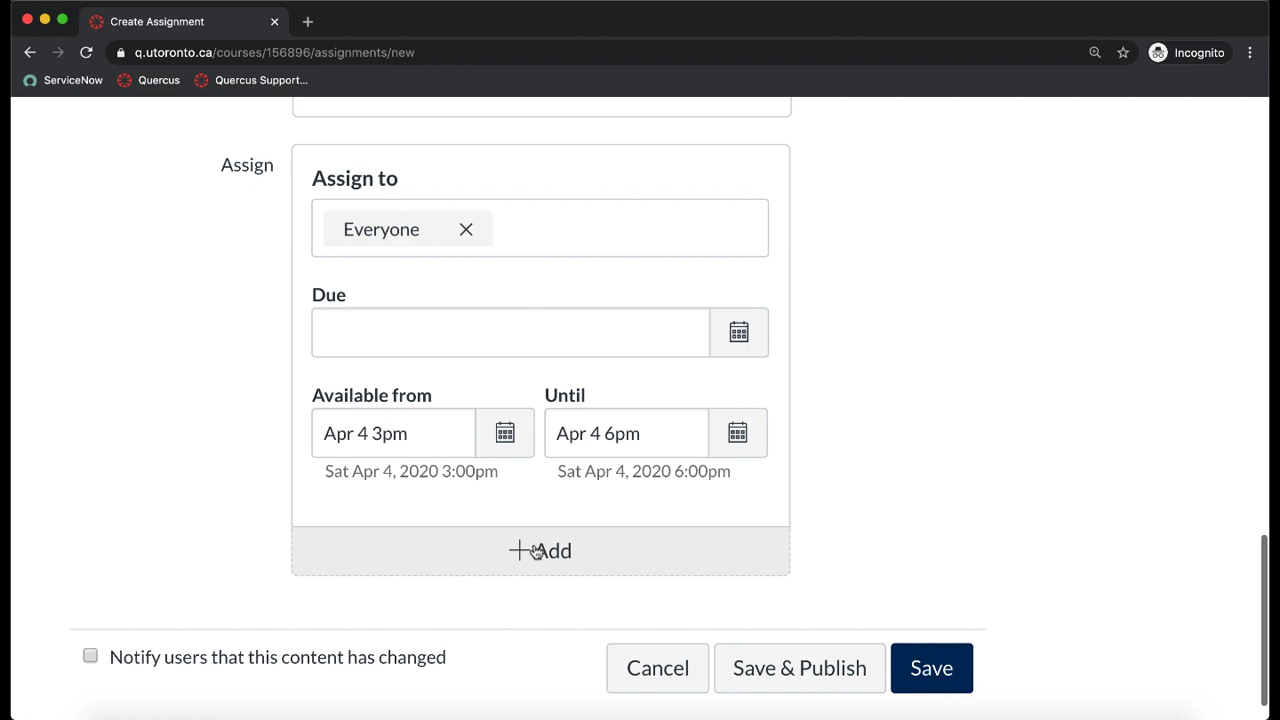 Create Assignment
q.utoronto.ca/courses/156896/assignments/new
Incognito
ServiceNow Quercus Quercus Support...
Assign
Assign to
Everyone
Due
Available from Until
Apr 4 3pm Apr 4 6pm
Sat Apr 4, 2020 3:00pm Sat Apr 4, 2020 6:00pm
Add
Notify users that this content has changed
Cancel Save & Publish Save